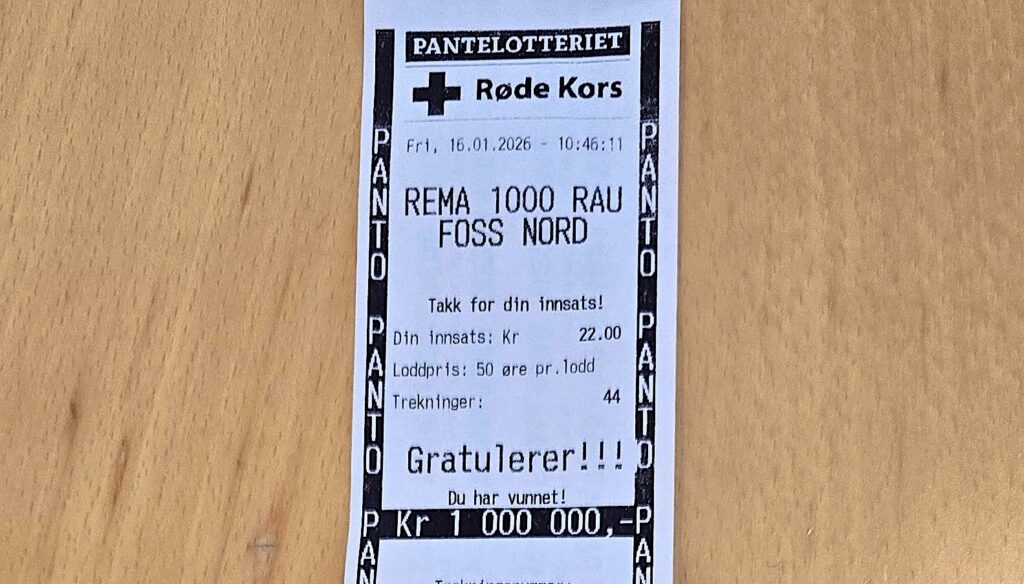 PANTELOTTERIET
Røde Kors
Fri, 16.01.2026 - 10:46:11
REMA 1000 RAU
FOSS NORD
Takk for din innsats!
Din innsats: Kr 22.00
Loddpris: 50 øre pr.lodd
Trekninger: 44
Gratulerer!!!
Du har vunnet!
Kr 1 000 000,-
PANTO PANTO PAN
PANTO PANTO PAN